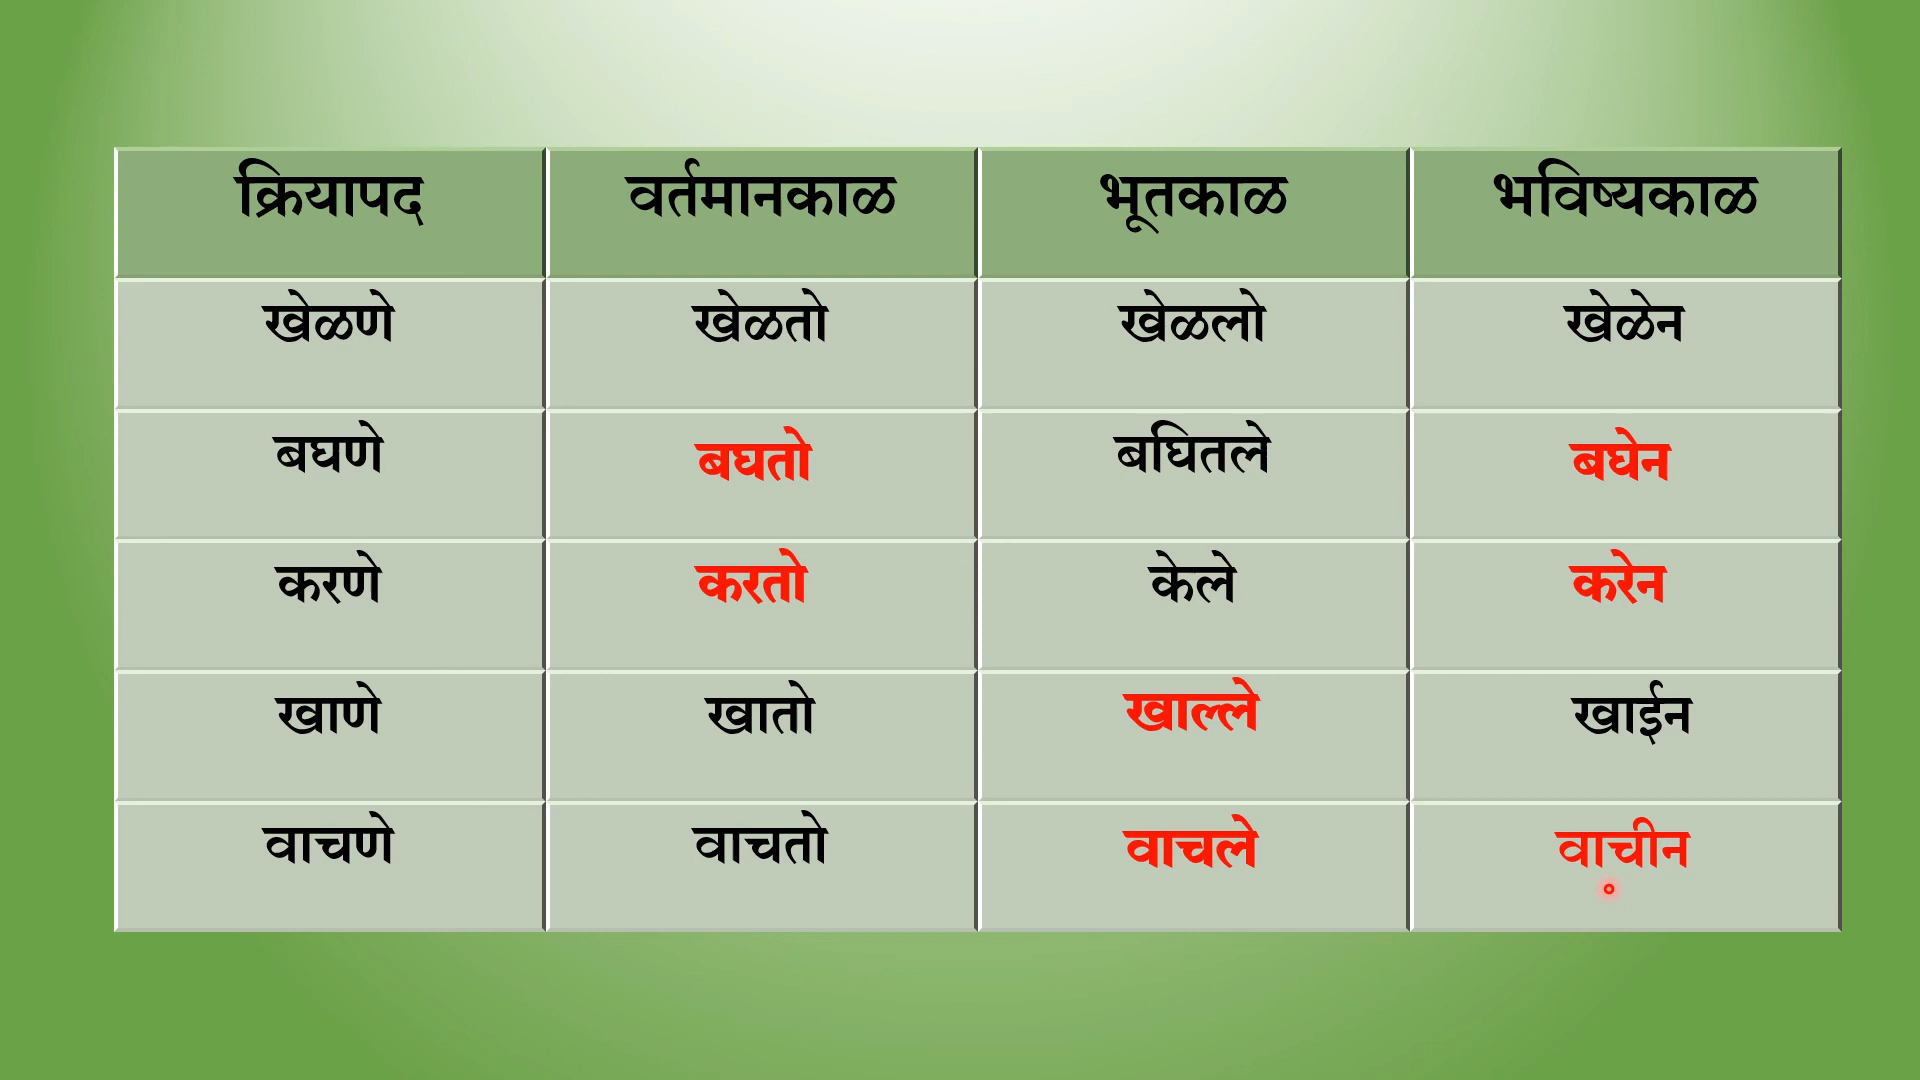 क्रियापद वर्तमानकाळ भूतकाळ भविष्यकाळ
खेळणे खेळतो खेळलो खेळेन
बघणे बघतो बघितले बघेन
करणे करतो केले करेन
खाणे खातो खाल्ले खाईन
वाचणे वाचतो वाचले वाचीन